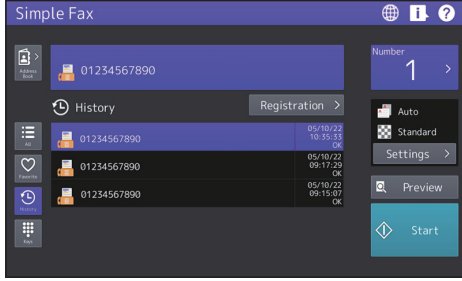 Simple Fax
Address
Book
01234567890
Number
1
History
Registration
Auto
Standard
Settings
All
01234567890
05/10/22
10:35:33
OK
Favorite
01234567890
05/10/22
09:17:29
OK
History
01234567890
05/10/22
09:15:07
OK
Keys
Preview
Start